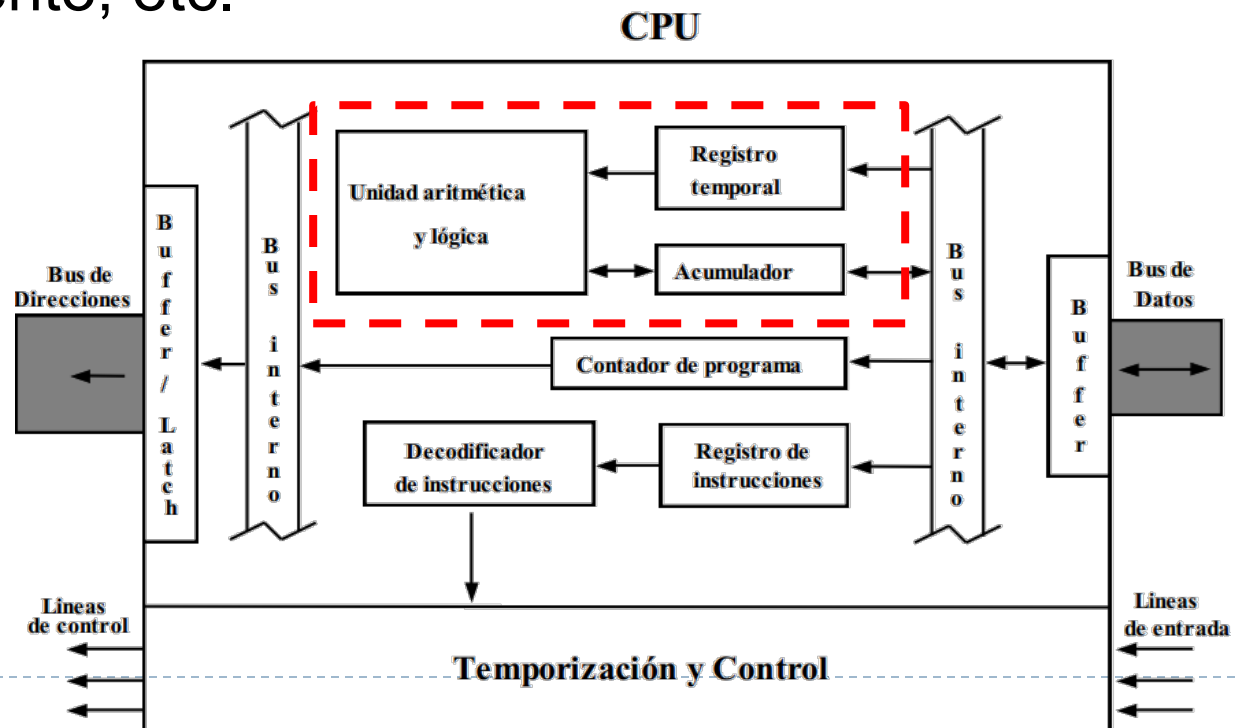 etc.
CPU
Registro
temporal
Unidad aritmética
y lógica
Acumulador
Bus de
Direcciones
Buffer / Latch
Bus interno
Bus interno
Buffer
Bus de
Datos
Contador de programa
Decodificador
de instrucciones
Registro de
instrucciones
Lineas
de control
Lineas
de entrada
Temporización y Control